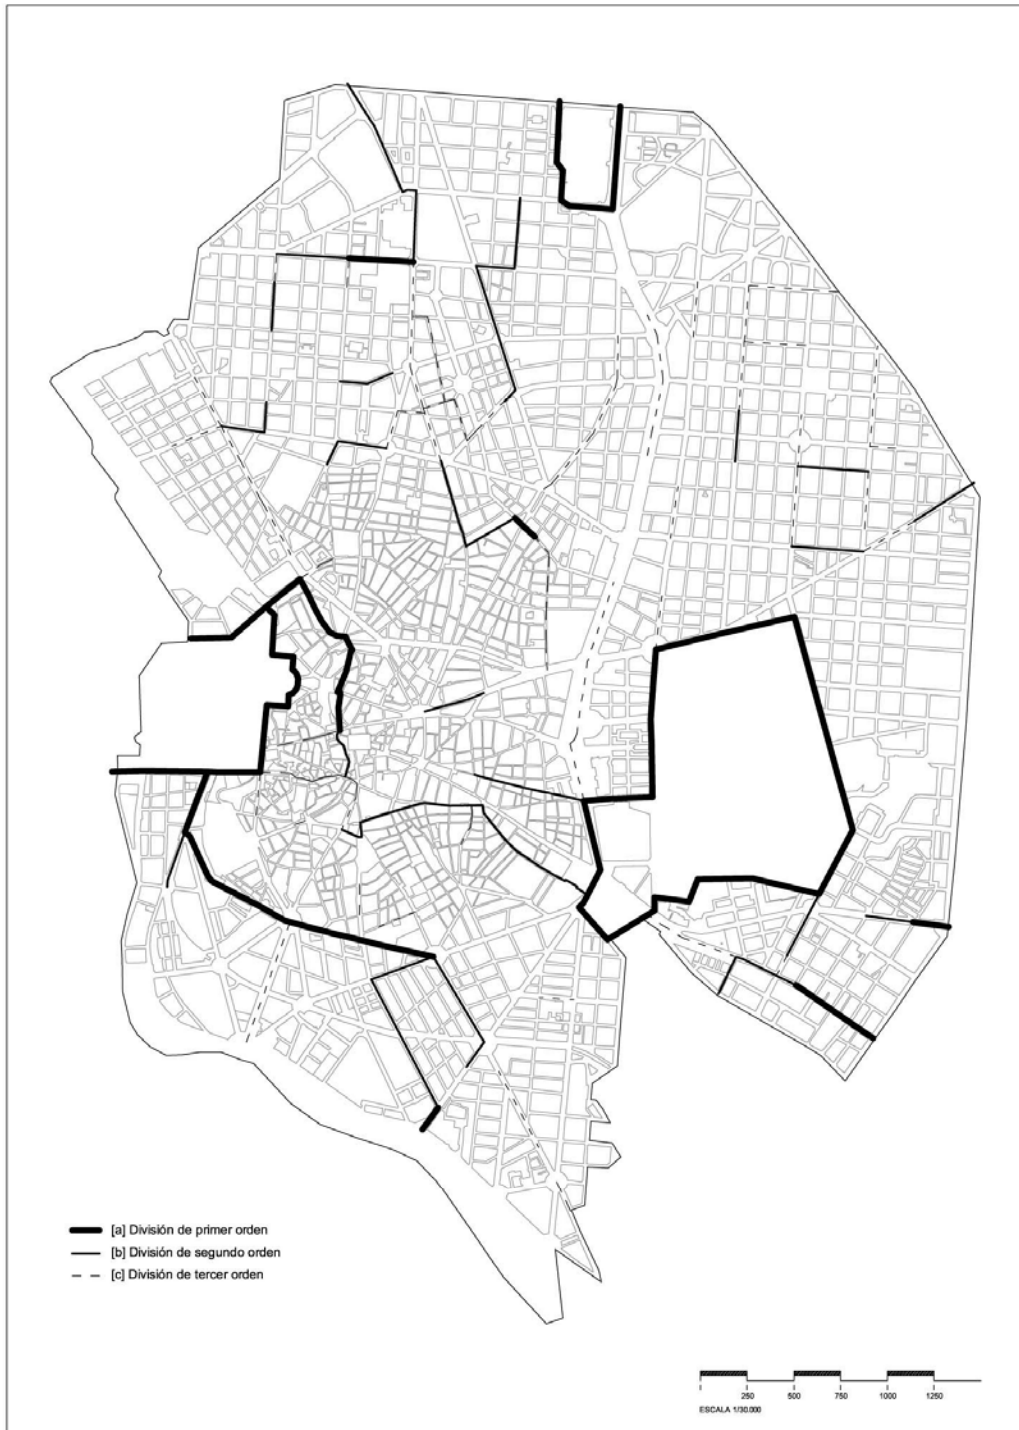 [a] División de primer orden
[b] División de segundo orden
[c] División de tercer orden
250 500 750 1000 1250
ESCALA 1/30.000